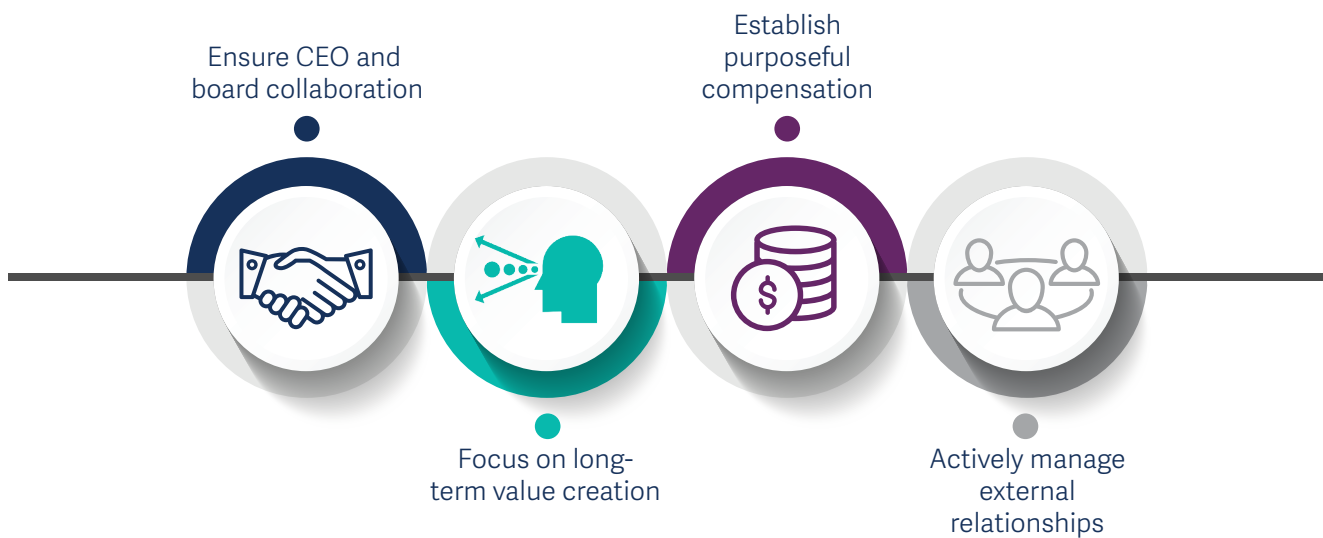 Ensure CEO and
board collaboration
Focus on long-
term value creation
Establish
purposeful
compensation
$
Actively manage
external
relationships